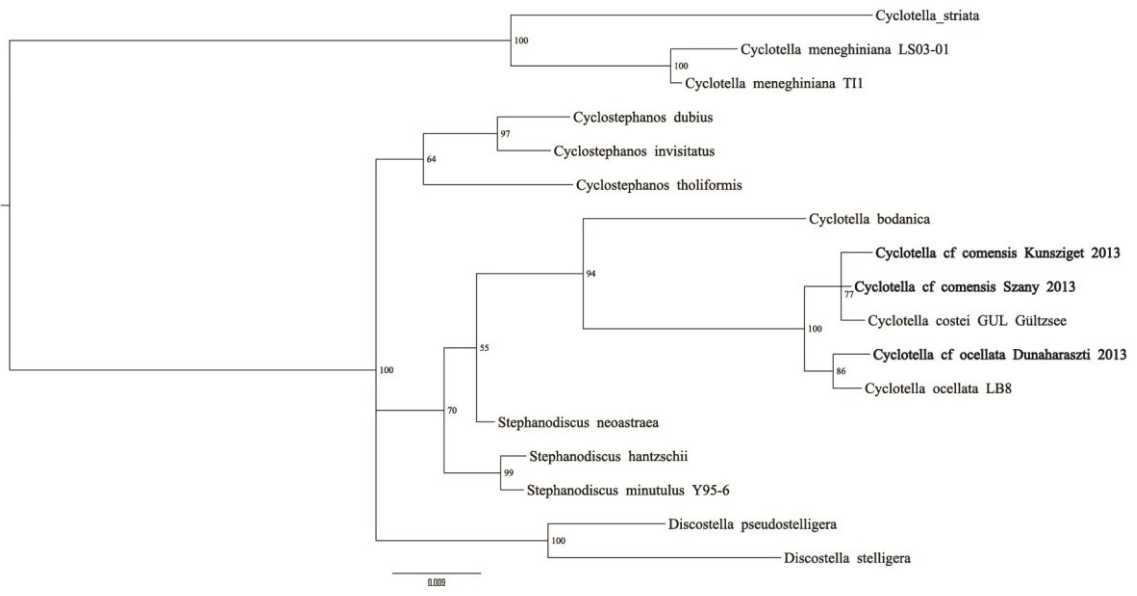 Cyclotella_striata
100
Cyclotella meneghiniana LS03-01
100
Cyclotella meneghiniana TI1
Cyclostephanos dubius
97
Cyclostephanos invisitatus
64
Cyclostephanos tholiformis
Cyclotella bodanica
Cyclotella cf comensis Kunsziget 2013
94
Cyclotella cf comensis Szany 2013
77
Cyclotella costei GUL Gültzsee
100
Cyclotella cf ocellata Dunaharaszti 2013
55
86
100
Cyclotella ocellata LB8
70
Stephanodiscus neoastraea
Stephanodiscus hantzschii
99
Stephanodiscus minutulus Y95-6
Discostella pseudostelligera
100
Discostella stelligera
0.009